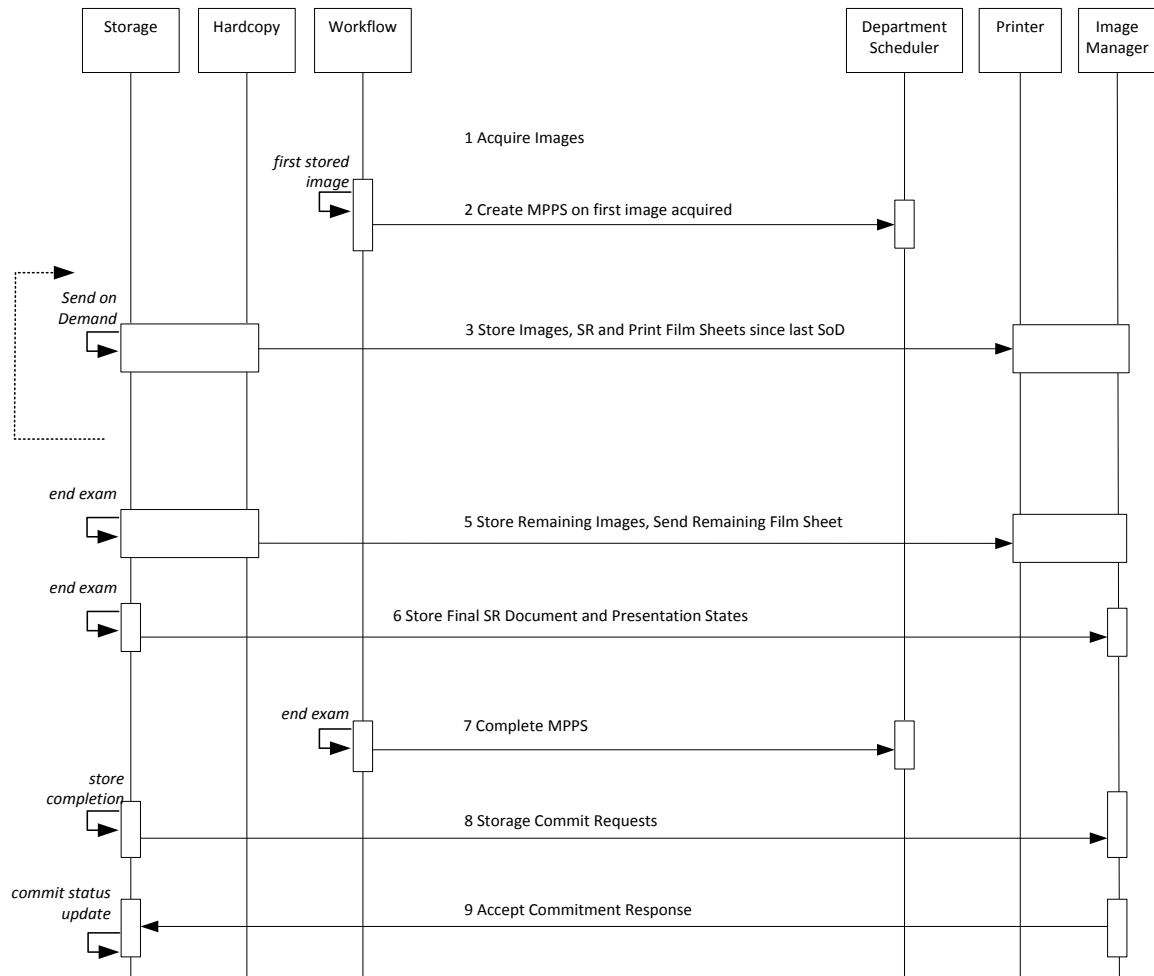 Storage
Hardcopy
Workflow
Department
Scheduler
Printer
Image
Manager
1 Acquire Images
first stored
image
2 Create MPPS on first image acquired
Send on
Demand
3 Store Images, SR and Print Film Sheets since last SoD
end exam
5 Store Remaining Images, Send Remaining Film Sheet
end exam
6 Store Final SR Document and Presentation States
end exam
7 Complete MPPS
store
completion
8 Storage Commit Requests
commit status
update
9 Accept Commitment Response